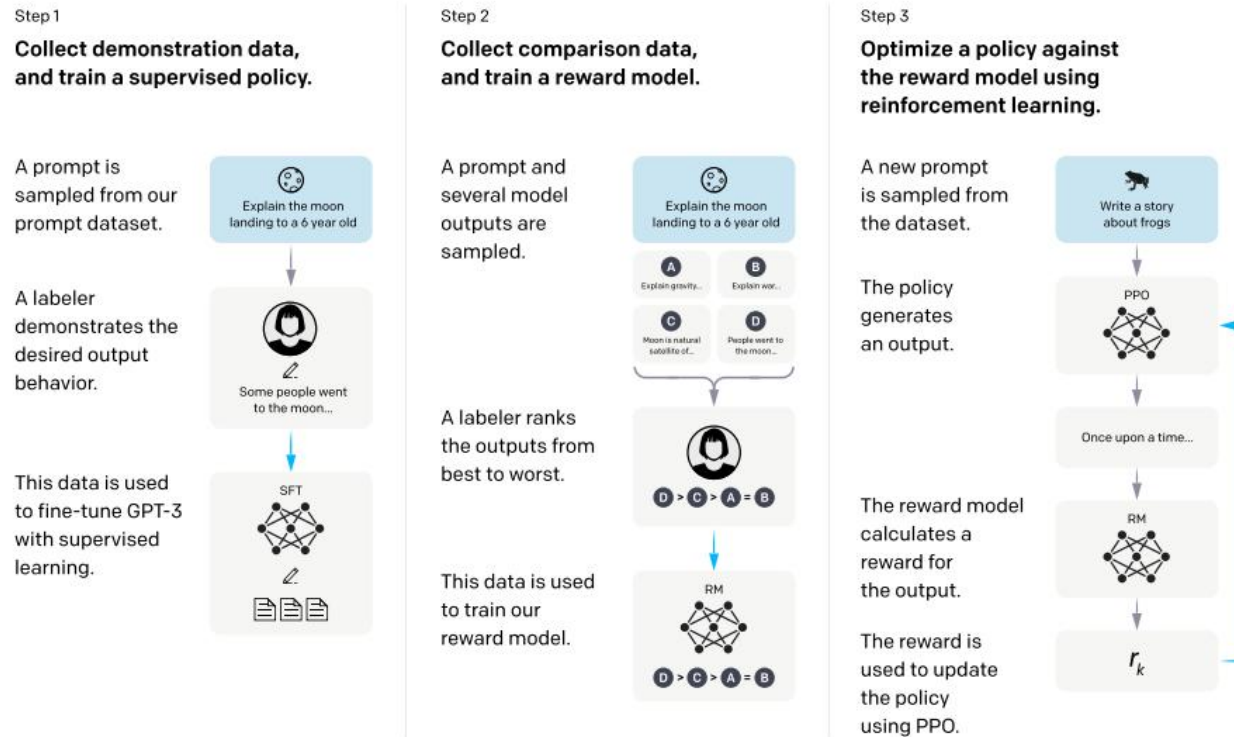 Step 1
Collect demonstration data,
and train a supervised policy.
A prompt is
sampled from our
prompt dataset.
Explain the moon
landing to a 6 year old
A labeler
demonstrates the
desired output
behavior.
Some people went
to the moon...
This data is used
to fine-tune GPT-3
with supervised
learning.
SFT
Step 2
Collect comparison data,
and train a reward model.
A prompt and
several model
outputs are
sampled.
Explain the moon
landing to a 6 year old
A
Explain gravity...
B
Explain war...
C
Moon is natural
satellite of...
D
People went to
the moon...
A labeler ranks
the outputs from
best to worst.
D > C > A = B
This data is used
to train our
reward model.
RM
D > C > A = B
Step 3
Optimize a policy against
the reward model using
reinforcement learning.
A new prompt
is sampled from
the dataset.
Write a story
about frogs
The policy
generates
an output.
PPO
Once upon a time...
The reward model
calculates a
reward for
the output.
RM
The reward is
used to update
the policy
using PPO.
r_k